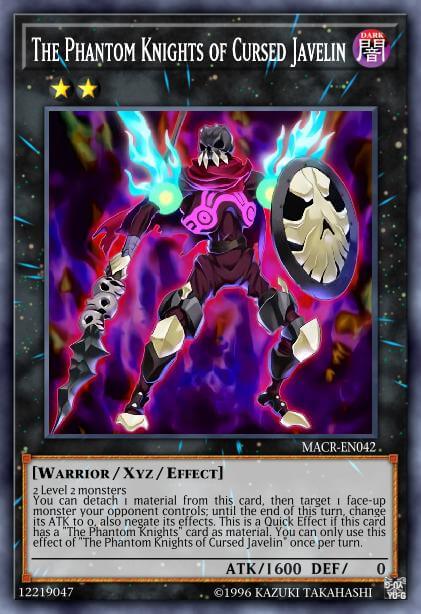 THE PHANTOM KNIGHTS OF CURSED JAVELIN
DARK
闇
MACR-EN042
[WARRIOR / XYZ / EFFECT]
2 Level 2 monsters
You can detach 1 material from this card, then target 1 face-up
monster your opponent controls; until the end of this turn, change
its ATK to 0, also negate its effects. This is a Quick Effect if this card
has a "The Phantom Knights" card as material. You can only use this
effect of "The Phantom Knights of Cursed Javelin" once per turn.
ATK/1600 DEF/ 0
12219047
©1996 KAZUKI TAKAHASHI